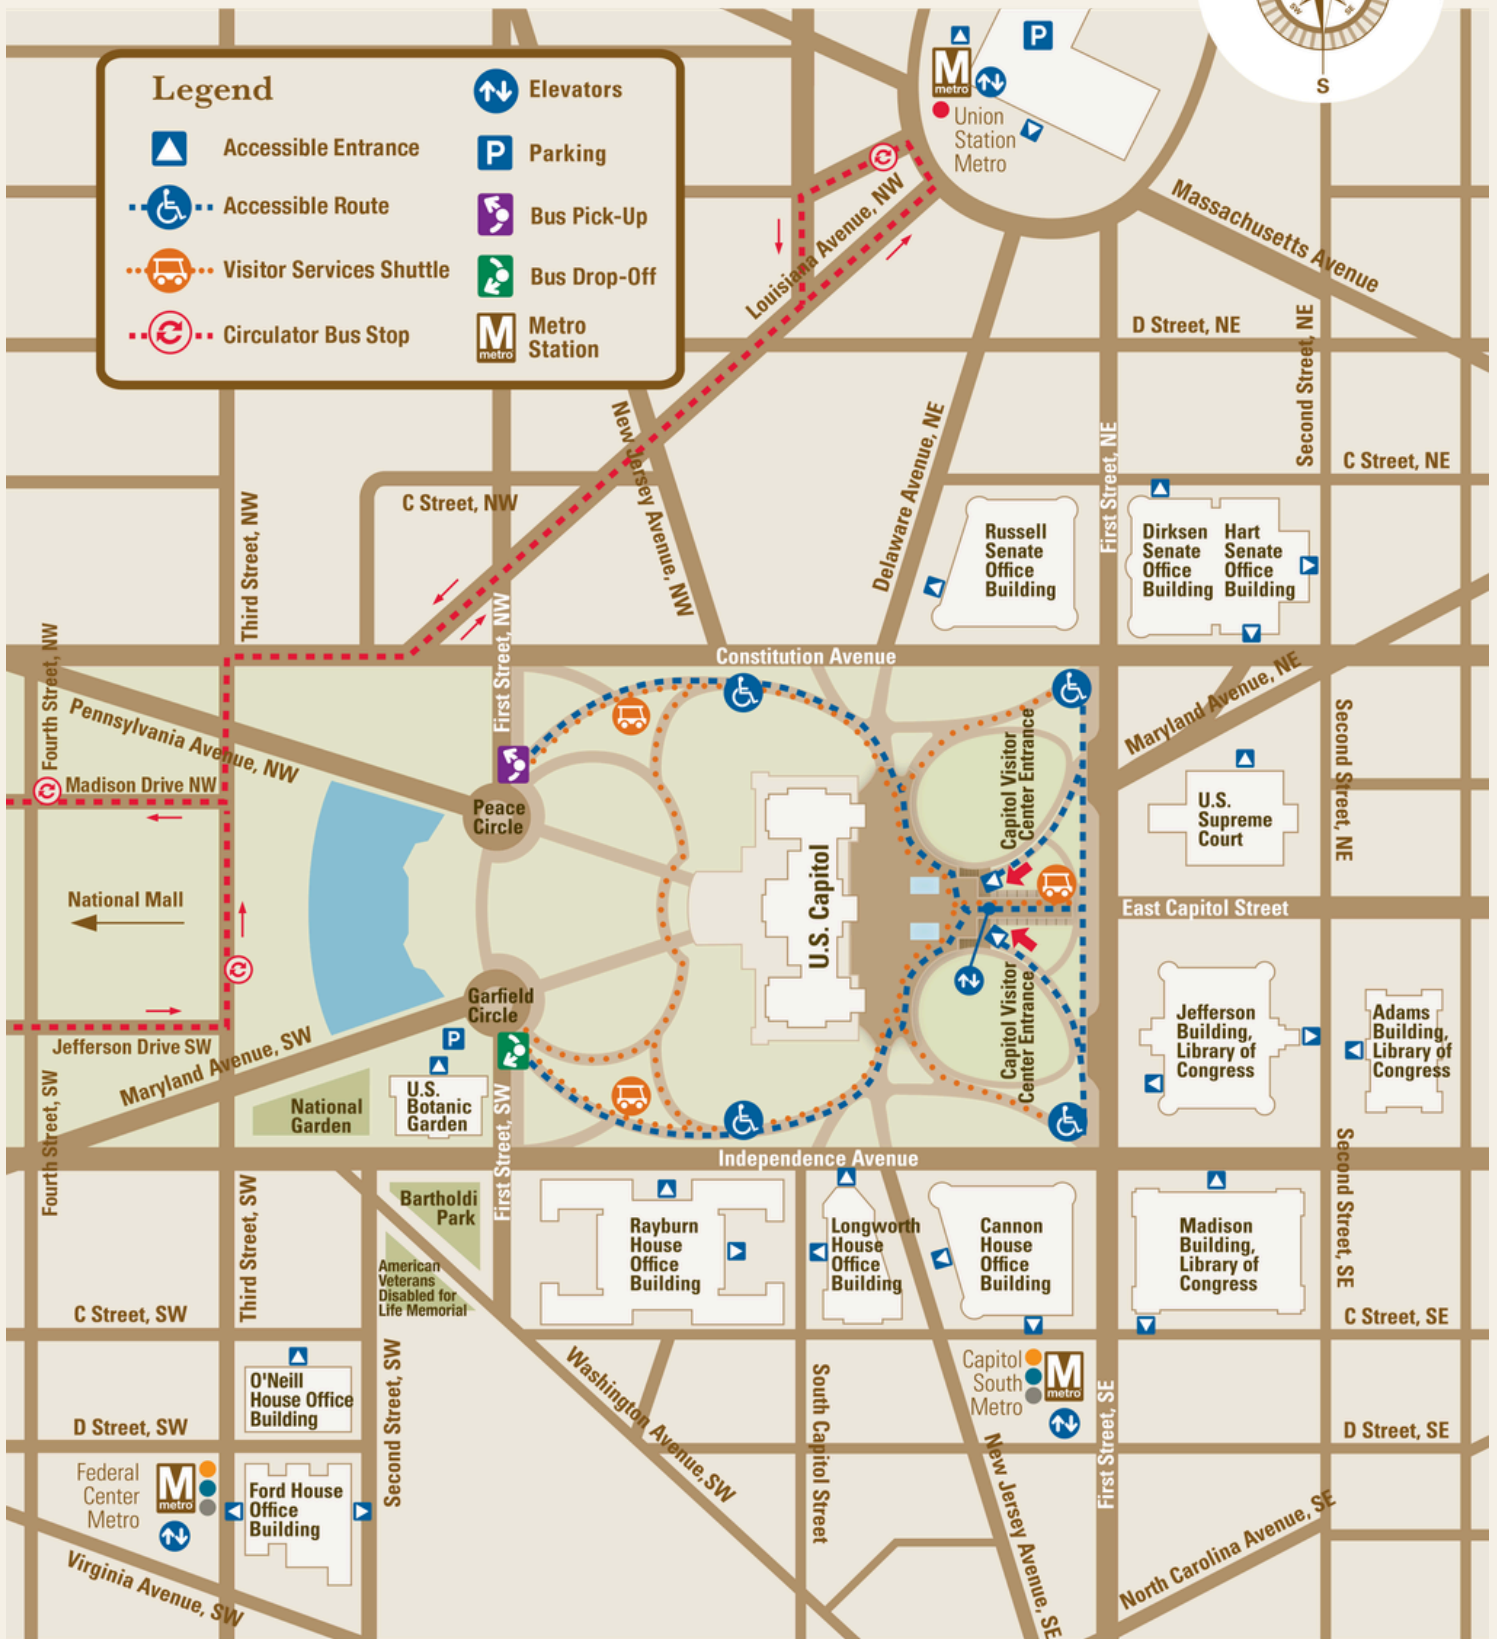 SW
SE
S
Legend
Accessible Entrance
Accessible Route
Visitor Services Shuttle
Circulator Bus Stop
Elevators
P
Parking
Bus Pick-Up
Bus Drop-Off
M
metro
Metro
Station
P
M
metro
Union
Station
Metro
Massachusetts Avenue
Louisiana Avenue, NW
D Street, NE
Second Street, NE
C Street, NE
First Street, NE
Delaware Avenue, NE
New Jersey Avenue, NW
C Street, NW
Third Street, NW
First Street, NW
Fourth Street, NW
Russell
Senate
Office
Building
Dirksen
Senate
Office
Building
Hart
Senate
Office
Building
Constitution Avenue
Maryland Avenue, NE
Second Street, NE
Pennsylvania Avenue, NW
Madison Drive NW
Peace
Circle
Capitol Visitor
Center Entrance
U.S.
Supreme
Court
U.S. Capitol
National Mall
East Capitol Street
Garfield
Circle
Capitol Visitor
Center Entrance
Jefferson
Building,
Library of
Congress
Adams
Building,
Library of
Congress
Jefferson Drive SW
Maryland Avenue, SW
P
U.S.
Botanic
Garden
National
Garden
Fourth Street, SW
First Street, SW
Independence Avenue
Second Street, SE
Third Street, SW
Bartholdi
Park
American
Veterans
Disabled for
Life Memorial
Rayburn
House
Office
Building
Longworth
House
Office
Building
Cannon
House
Office
Building
Madison
Building,
Library of
Congress
C Street, SW
C Street, SE
O'Neill
House Office
Building
Second Street, SW
Washington Avenue, SW
South Capitol Street
Capitol
South
Metro
M
metro
First Street, SE
D Street, SW
D Street, SE
Federal
Center
Metro
M
metro
Ford House
Office
Building
New Jersey Avenue, SE
North Carolina Avenue, SE
Virginia Avenue, SW